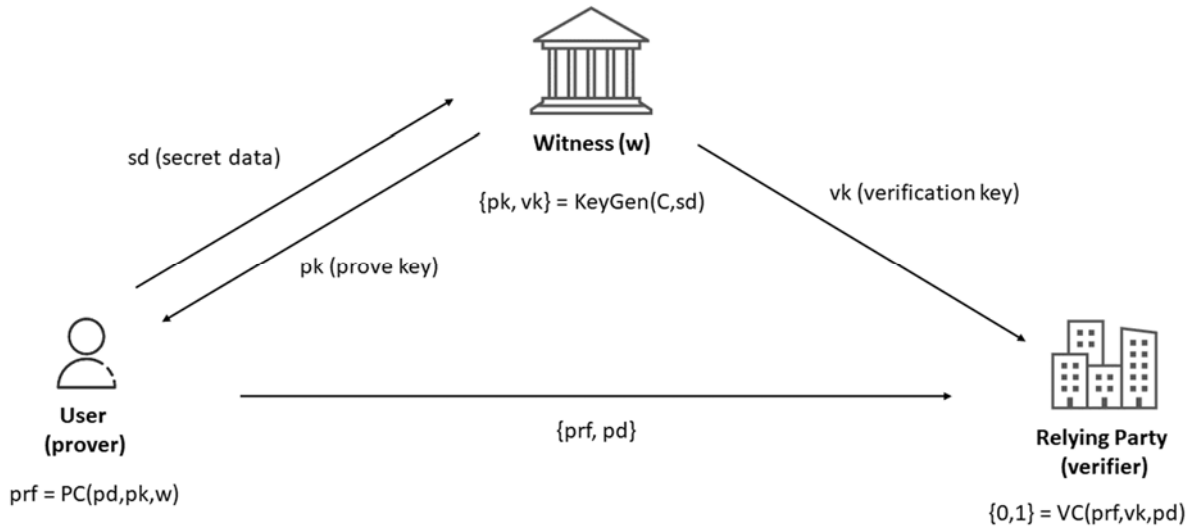 Witness (w)
sd (secret data)
{pk, vk} = KeyGen(C,sd)
vk (verification key)
pk (prove key)
User
(prover)
{prf, pd}
Relying Party
(verifier)
prf = PC(pd,pk,w)
{0,1} = VC(prf,vk,pd)